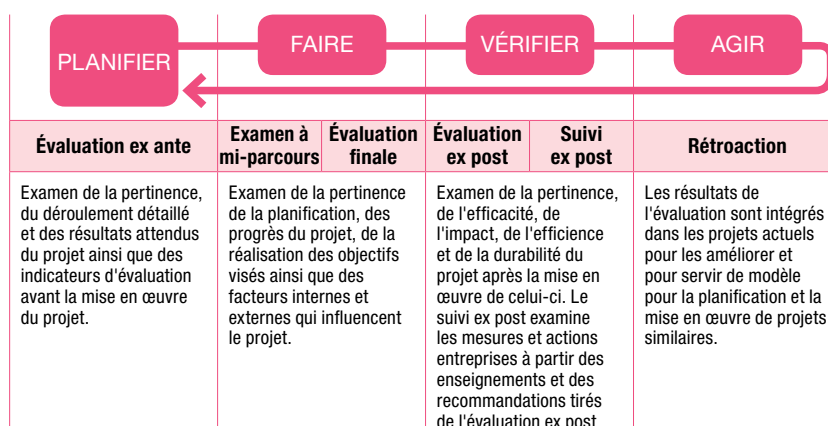 PLANIFIER
FAIRE
VÉRIFIER
AGIR
Évaluation ex ante
Examen à
mi-parcours
Évaluation
finale
Évaluation
ex post
Suivi
ex post
Rétroaction
Examen de la pertinence,
du déroulement détaillé
et des résultats attendus
du projet ainsi que des
indicateurs d'évaluation
avant la mise en œuvre
du projet.
Examen de la pertinence
de la planification, des
progrès du projet, de la
réalisation des objectifs
visés ainsi que des
facteurs internes et
externes qui influencent
le projet.
Examen de la pertinence,
de l'efficacité, de
l'impact, de l'efficience
et de la durabilité du
projet après la mise en
œuvre de celui-ci. Le
suivi ex post examine
les mesures et actions
entreprises à partir des
enseignements et des
recommandations tirés
de l'évaluation ex post.
Les résultats de
l'évaluation sont intégrés
dans les projets actuels
pour les améliorer et
pour servir de modèle
pour la planification et la
mise en œuvre de projets
similaires.